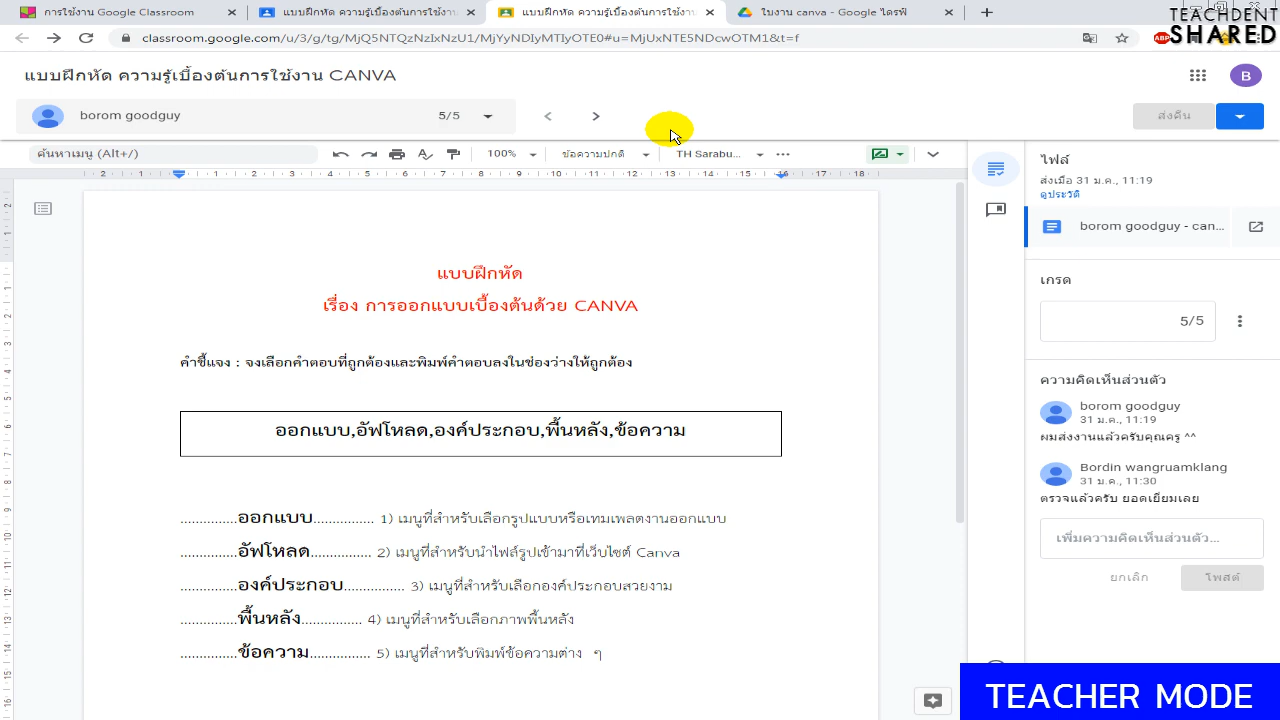 การใช้งาน Google Classroom
แบบฝึกหัด ความรู้เบื้องต้นการใช้งาน
แบบฝึกหัด ความรู้เบื้องต้นการใช้งาน
ใบงาน canva - Google ไดรฟ์
TEACHDENT
SHARED
classroom.google.com/u/3/g/tg/MjQ5NTQzNzIxNzU1/MTYyNDIyMTIyOTE0#u=MjUxNTE5NDcwOTM1&t=f
ABP
แบบฝึกหัด ความรู้เบื้องต้นการใช้งาน CANVA
B
borom goodguy
5/5
ส่งคืน
ค้นหาเมนู (Alt+/)
100%
ข้อความปกติ
TH Sarabu...
2 1 1 2 3 4 5 6 7 8 9 10 11 12 13 14 15 16 17 18
แบบฝึกหัด
เรื่อง การออกแบบเบื้องต้นด้วย CANVA
คำชี้แจง : จงเลือกคำตอบที่ถูกต้องและพิมพ์คำตอบลงในช่องว่างให้ถูกต้อง
ออกแบบ,อัฟโหลด,องค์ประกอบ,พื้นหลัง,ข้อความ
...............ออกแบบ................ 1) เมนูที่สำหรับเลือกรูปแบบหรือเทมเพลตงานออกแบบ
...............อัฟโหลด................ 2) เมนูที่สำหรับนำไฟล์รูปเข้ามาที่เว็บไซต์ Canva
...............องค์ประกอบ................ 3) เมนูที่สำหรับเลือกองค์ประกอบสวยงาม
...............พื้นหลัง................ 4) เมนูที่สำหรับเลือกภาพพื้นหลัง
...............ข้อความ................ 5) เมนูที่สำหรับพิมพ์ข้อความต่าง ๆ
ไฟล์
ส่งเมื่อ 31 ม.ค., 11:19
ดูประวัติ
borom goodguy - can...
เกรด
5/5
ความคิดเห็นส่วนตัว
borom goodguy
31 ม.ค., 11:19
ผมส่งงานแล้วครับคุณครู ^^
Bordin wangruamklang
31 ม.ค., 11:30
ตรวจแล้วครับ ยอดเยี่ยมเลย
เพิ่มความคิดเห็นส่วนตัว...
ยกเลิก
โพสต์
TEACHER MODE